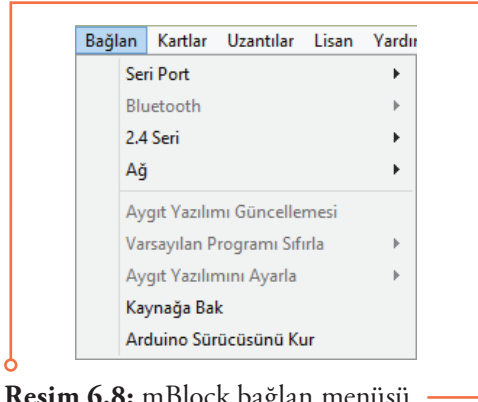 Bağlan Kartlar Uzantılar Lisan
Seri Port
Bluetooth
2.4 Seri
Ağ
Aygıt Yazılımı Güncellemesi
Varsayılan Programı Sıfırla
Aygıt Yazılımını Ayarla
Kaynağa Bak
Arduino Sürücüsünü Kur
Resim 6.8: mBlock bağlan menüsü